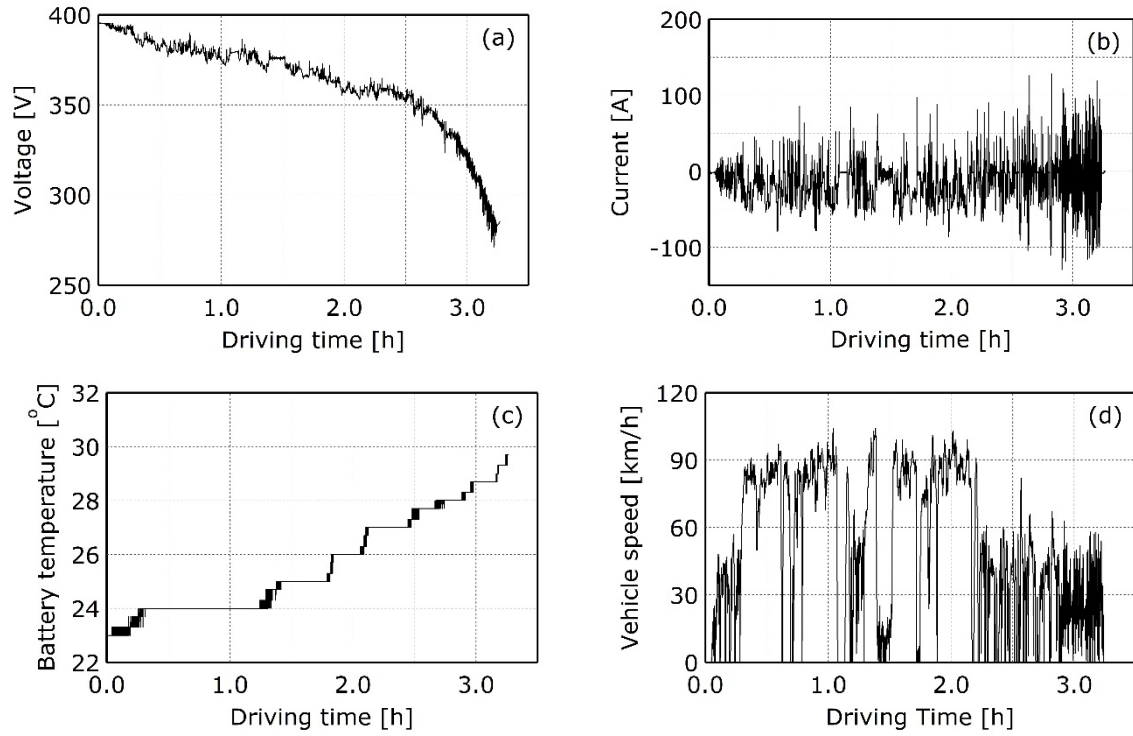 (a)
Voltage [V]
400
350
300
250
0.0 1.0 2.0 3.0
Driving time [h]
(b)
Current [A]
200
100
0
-100
0.0 1.0 2.0 3.0
Driving time [h]
(c)
Battery temperature [°C]
32
30
28
26
24
22
0.0 1.0 2.0 3.0
Driving time [h]
(d)
Vehicle speed [km/h]
120
90
60
30
0
0.0 1.0 2.0 3.0
Driving Time [h]